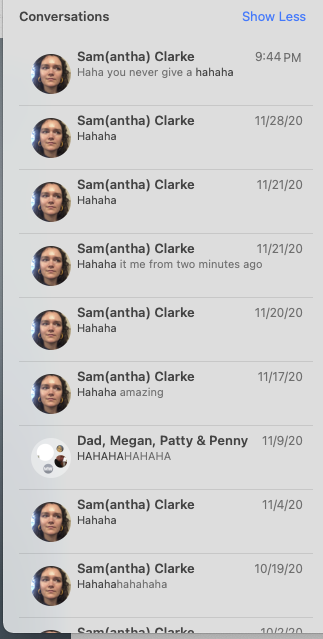 Conversations Show Less
Sam(antha) Clarke 9:44 PM
Haha you never give a hahaha
Sam(antha) Clarke 11/28/20
Hahaha
Sam(antha) Clarke 11/21/20
Hahaha
Sam(antha) Clarke 11/21/20
Hahaha it me from two minutes ago
Sam(antha) Clarke 11/20/20
Hahaha
Sam(antha) Clarke 11/17/20
Hahaha amazing
Dad, Megan, Patty & Penny 11/9/20
HAHAHAHAHAHA
Sam(antha) Clarke 11/4/20
Hahaha
Sam(antha) Clarke 10/19/20
Hahahahahahaha
Sam(antha) Clarke 10/2/20